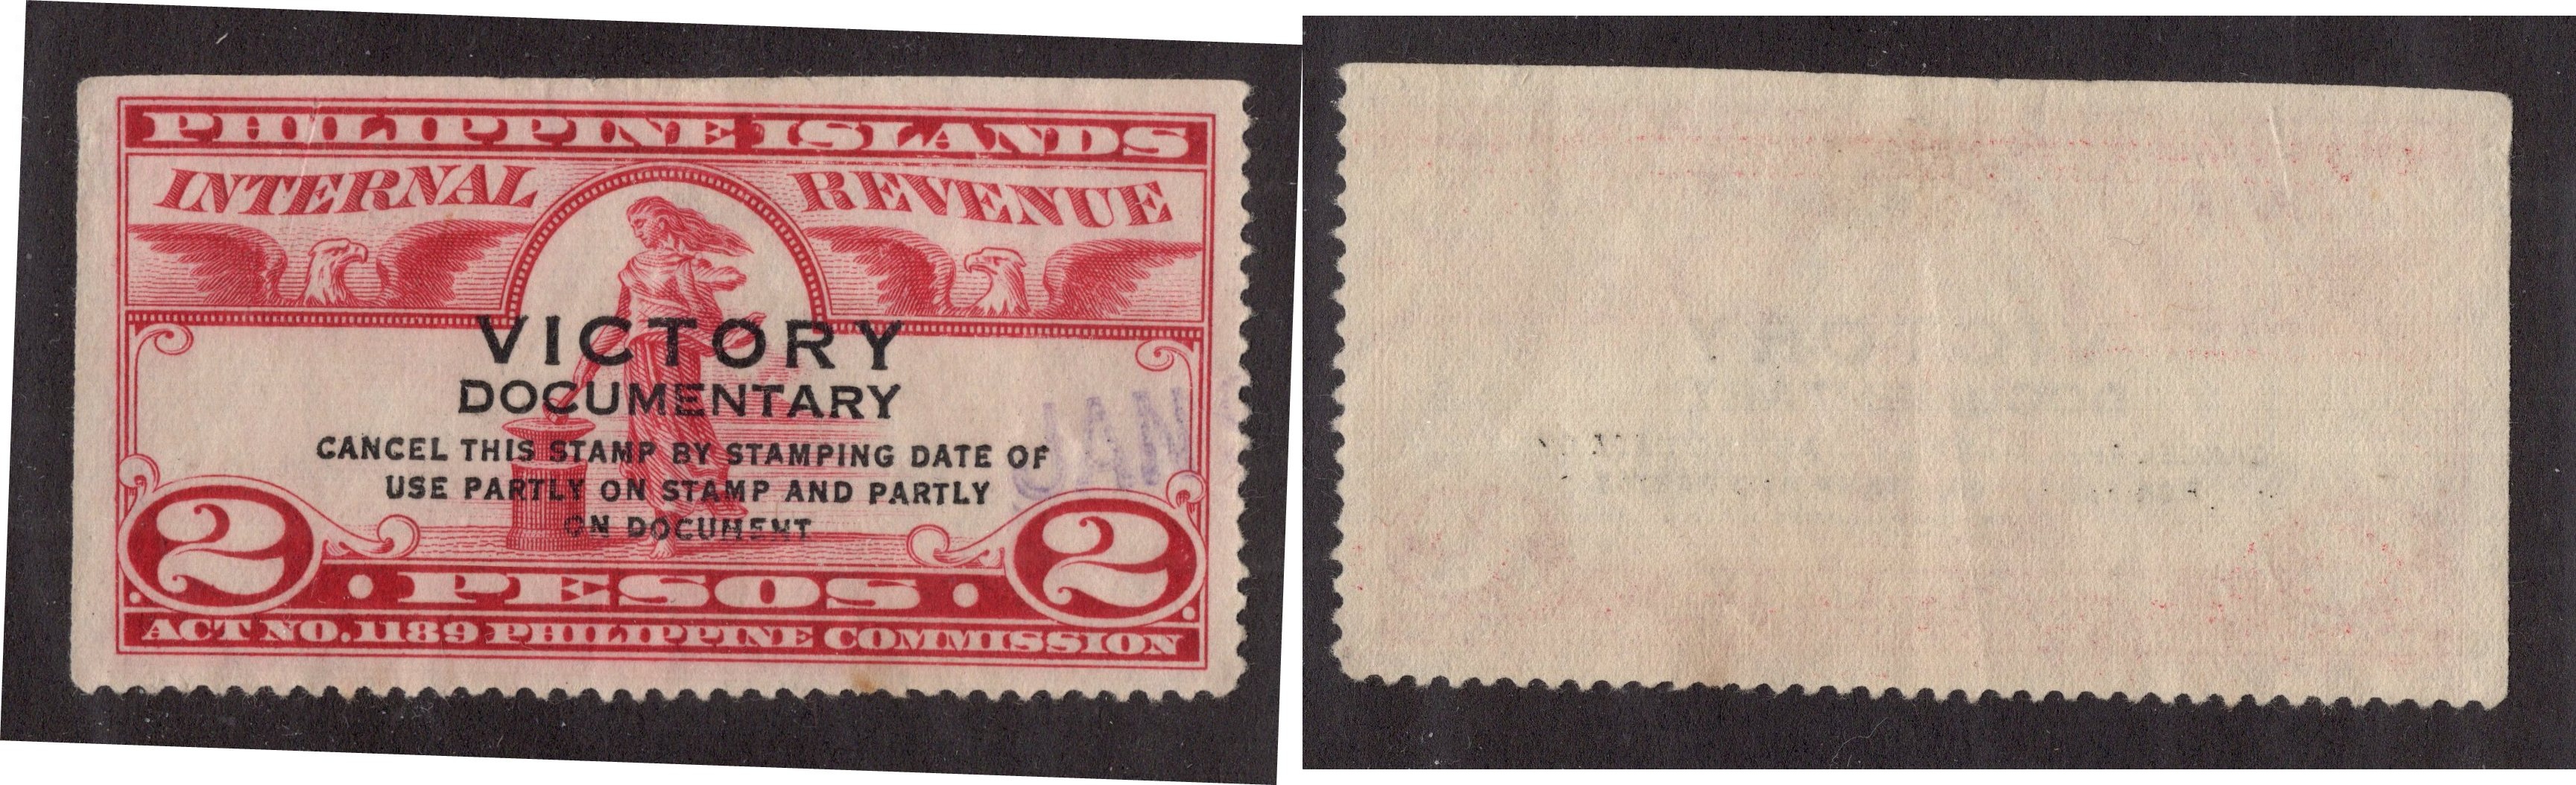 PHILIPPINE ISLANDS
INTERNAL REVENUE
VICTORY
DOCUMENTARY
CANCEL THIS STAMP BY STAMPING DATE OF
USE PARTLY ON STAMP AND PARTLY
ON DOCUMENT
2 · PESOS · 2
ACT NO. 1189 PHILIPPINE COMMISSION